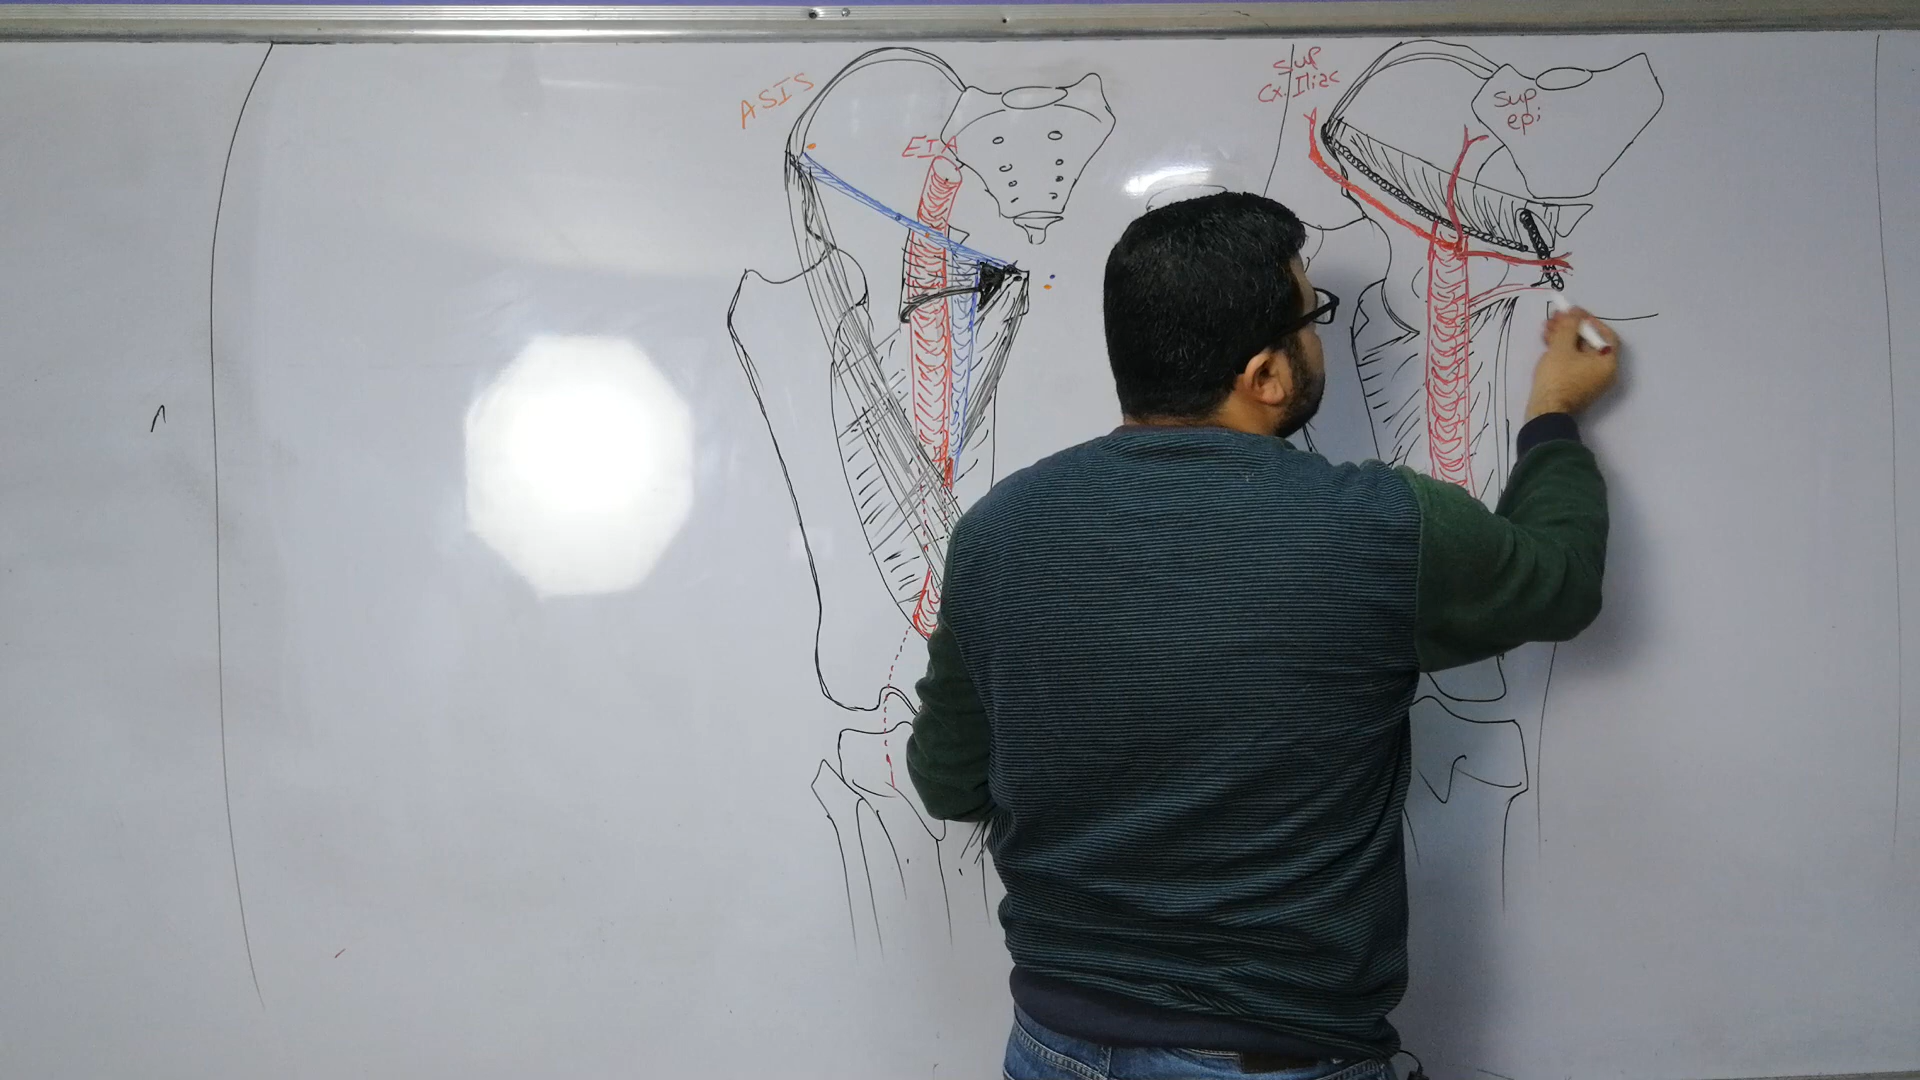 ASIS
EIA
Sup
Cx. Iliac
Sup
epi